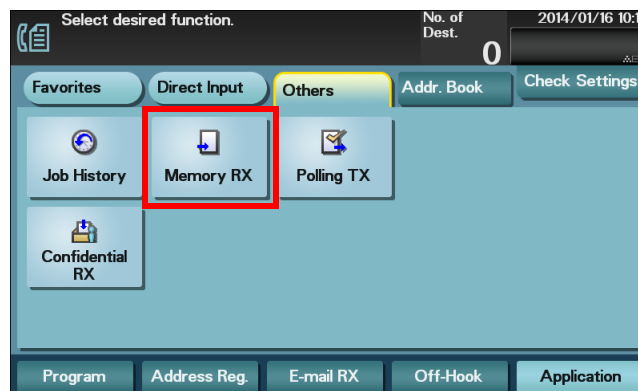 Select desired function.
No. of
Dest.
0
2014/01/16 10:1
Favorites
Direct Input
Others
Addr. Book
Check Settings
Job History
Memory RX
Polling TX
Confidential
RX
Program
Address Reg.
E-mail RX
Off-Hook
Application